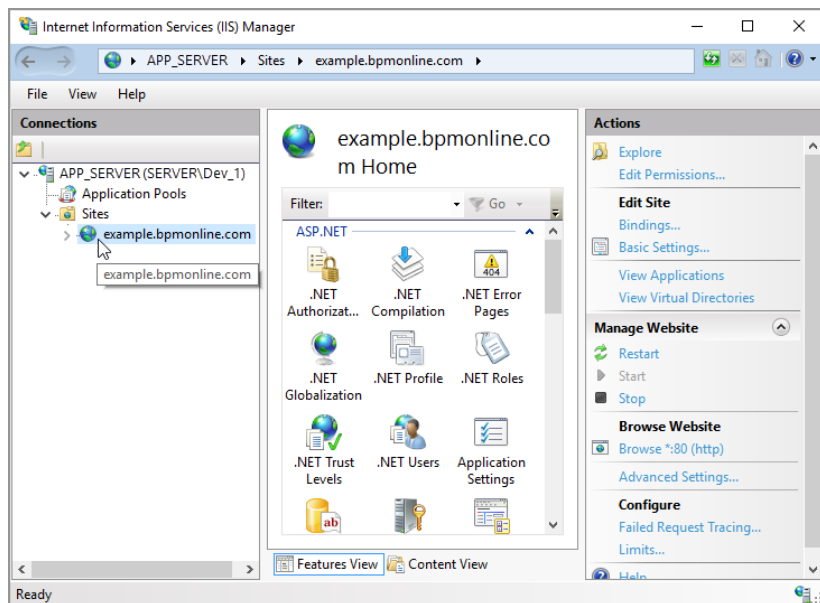 Internet Information Services (IIS) Manager
APP_SERVER Sites example.bpmonline.com
File View Help
Connections
APP_SERVER (SERVER\Dev_1)
Application Pools
Sites
example.bpmonline.com
example.bpmonline.com
example.bpmonline.co
m Home
Filter: Go
ASP.NET
.NET
Authorizat...
.NET
Compilation
.NET Error
Pages
404
.NET
Globalization
.NET Profile
.NET Roles
.NET Trust
Levels
.NET Users
Application
Settings
ab
Features View Content View
Actions
Explore
Edit Permissions...
Edit Site
Bindings...
Basic Settings...
View Applications
View Virtual Directories
Manage Website
Restart
Start
Stop
Browse Website
Browse *:80 (http)
Advanced Settings...
Configure
Failed Request Tracing...
Limits...
Help
Ready